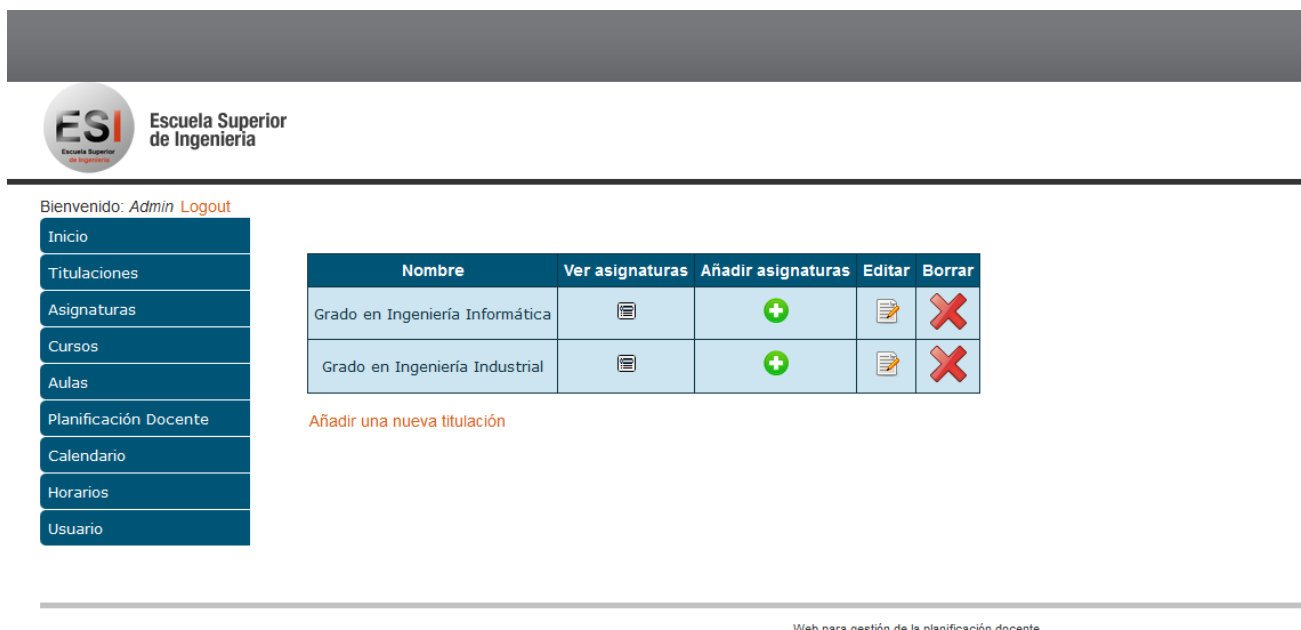 ESI
Escuela Superior
de Ingeniería
Escuela Superior
de Ingeniería
Bienvenido: Admin Logout
Inicio
Titulaciones
Asignaturas
Cursos
Aulas
Planificación Docente
Calendario
Horarios
Usuario
Nombre Ver asignaturas Añadir asignaturas Editar Borrar
Grado en Ingeniería Informática
Grado en Ingeniería Industrial
Añadir una nueva titulación
Web para gestión de la planificación docente